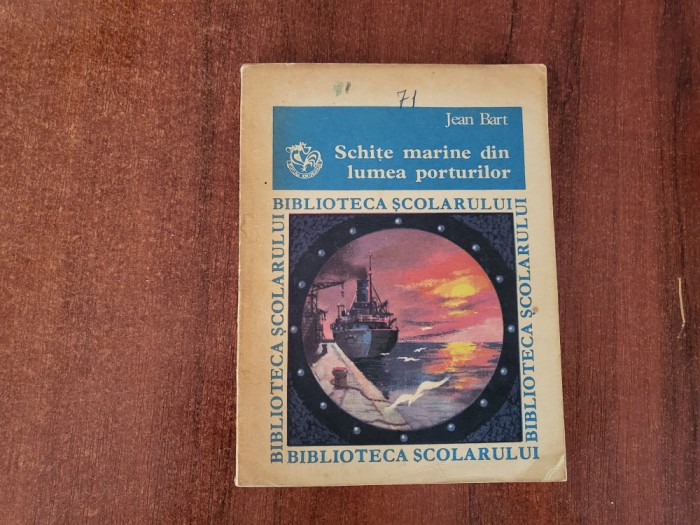 71
Jean Bart
Schițe marine din
lumea porturilor
BIBLIOTECA ȘCOLARULUI
BIBLIOTECA ȘCOLARULUI
BIBLIOTECA ȘCOLARULUI
BIBLIOTECA ȘCOLARULUI